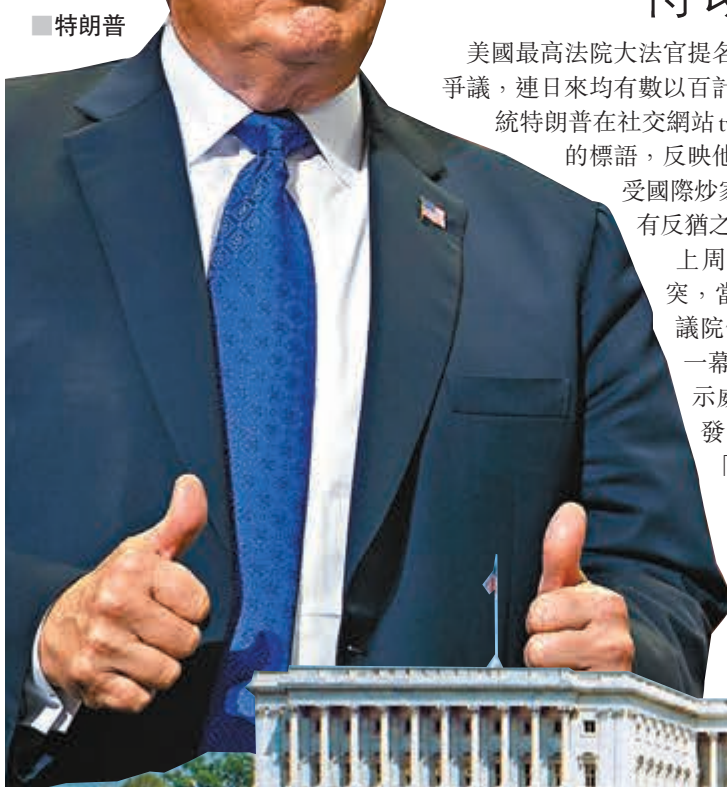 ■特朗普
美國最高法院大法官提名
爭議，連日來均有數以百計
統特朗普在社交網站t
的標語，反映他
受國際炒家
有反猶之
上周
突，當
議院
一幕
示威
發
「